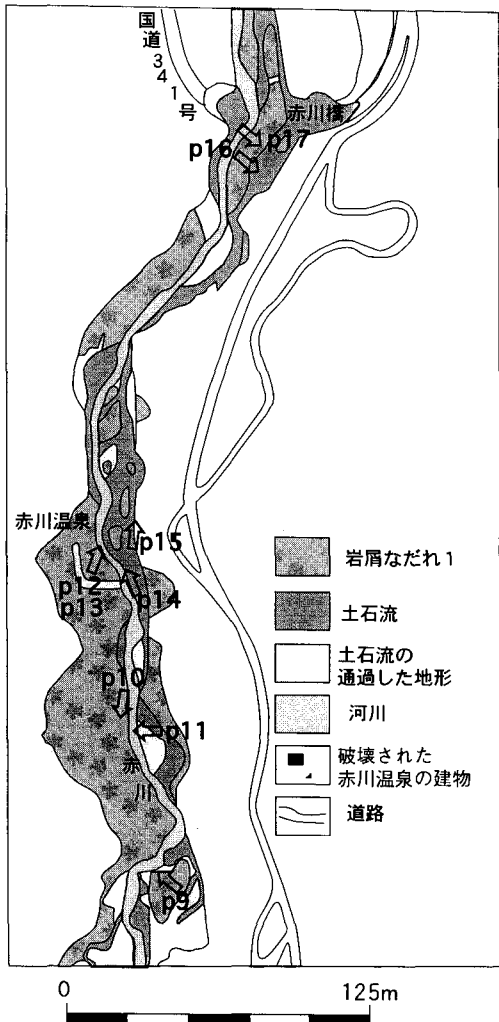 国道341号
赤川橋
p16
p17
赤川温泉
p15
p12
p13
p14
p10
p11
赤川
p9
岩屑なだれ1
土石流
土石流の
通過した地形
河川
破壊された
赤川温泉の建物
道路
0
125m